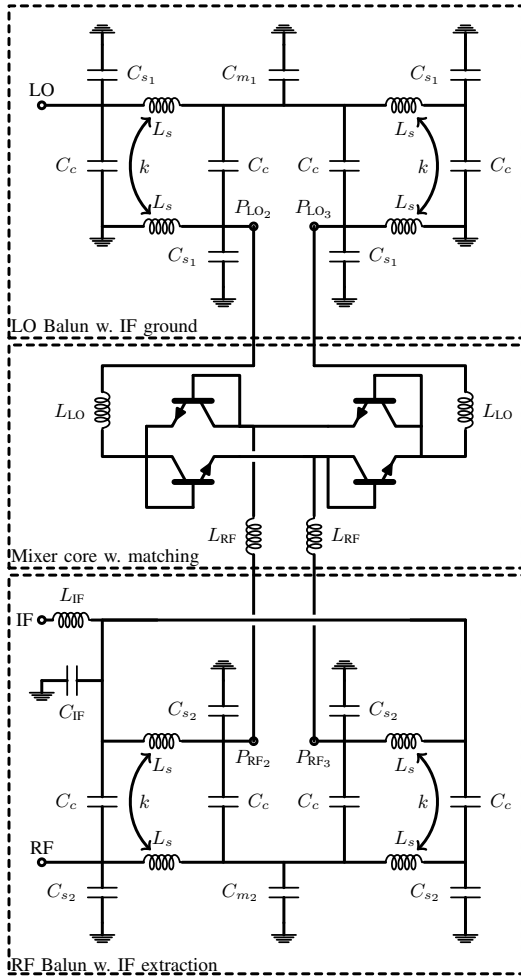 C_{s_1} C_{m_1} C_{s_1}
LO
L_s L_s
C_c k C_c C_c k C_c
L_s P_{LO_2} P_{LO_3} L_s
C_{s_1} C_{s_1}
LO Balun w. IF ground
L_{LO} L_{LO}
L_{RF} L_{RF}
Mixer core w. matching
L_{IF}
IF
C_{IF} C_{s_2} C_{s_2}
L_s P_{RF_2} P_{RF_3} L_s
C_c k C_c C_c k C_c
L_s L_s
RF
C_{s_2} C_{m_2} C_{s_2}
RF Balun w. IF extraction